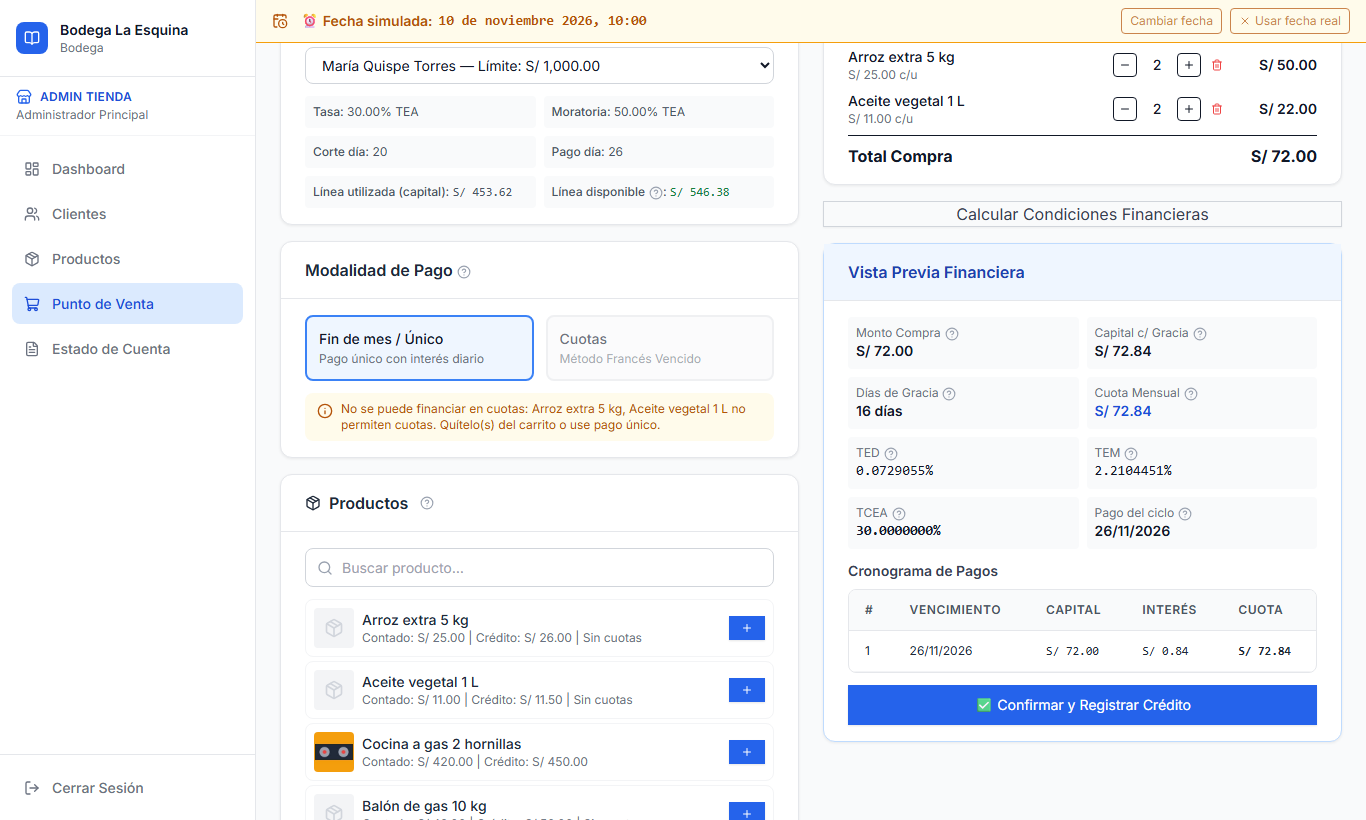 Bodega La Esquina
Bodega
ADMIN TIENDA
Administrador Principal
Dashboard
Clientes
Productos
Punto de Venta
Estado de Cuenta
Cerrar Sesión
⏰ Fecha simulada: 10 de noviembre 2026, 10:00
Cambiar fecha
× Usar fecha real
María Quispe Torres — Límite: S/ 1,000.00
Tasa: 30.00% TEA
Moratoria: 50.00% TEA
Corte día: 20
Pago día: 26
Línea utilizada (capital): S/ 453.62
Línea disponible ?: S/ 546.38
Modalidad de Pago ?
Fin de mes / Único
Pago único con interés diario
Cuotas
Método Francés Vencido
No se puede financiar en cuotas: Arroz extra 5 kg, Aceite vegetal 1 L no
permiten cuotas. Quítelo(s) del carrito o use pago único.
Productos ?
Buscar producto...
Arroz extra 5 kg
Contado: S/ 25.00 | Crédito: S/ 26.00 | Sin cuotas
+
Aceite vegetal 1 L
Contado: S/ 11.00 | Crédito: S/ 11.50 | Sin cuotas
+
Cocina a gas 2 hornillas
Contado: S/ 420.00 | Crédito: S/ 450.00
+
Balón de gas 10 kg
+
Arroz extra 5 kg
S/ 25.00 c/u
− 2 + S/ 50.00
Aceite vegetal 1 L
S/ 11.00 c/u
− 2 + S/ 22.00
Total Compra S/ 72.00
Calcular Condiciones Financieras
Vista Previa Financiera
Monto Compra ?
S/ 72.00
Capital c/ Gracia ?
S/ 72.84
Días de Gracia ?
16 días
Cuota Mensual ?
S/ 72.84
TED ?
0.0729055%
TEM ?
2.2104451%
TCEA ?
30.0000000%
Pago del ciclo ?
26/11/2026
Cronograma de Pagos
# VENCIMIENTO CAPITAL INTERÉS CUOTA
1 26/11/2026 S/ 72.00 S/ 0.84 S/ 72.84
✅ Confirmar y Registrar Crédito